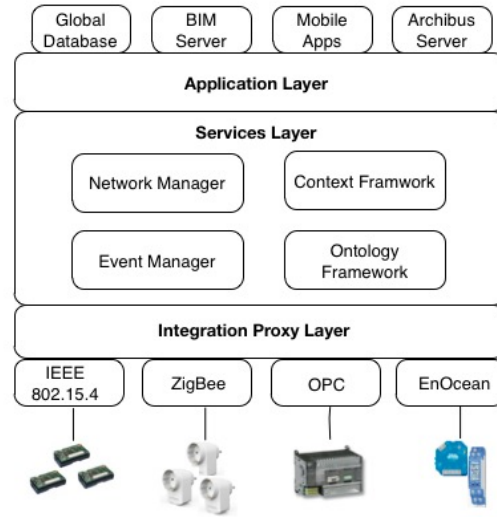 Global
Database
BIM
Server
Mobile
Apps
Archibus
Server
Application Layer
Services Layer
Network Manager
Context Framwork
Event Manager
Ontology
Framework
Integration Proxy Layer
IEEE
802.15.4
ZigBee
OPC
EnOcean